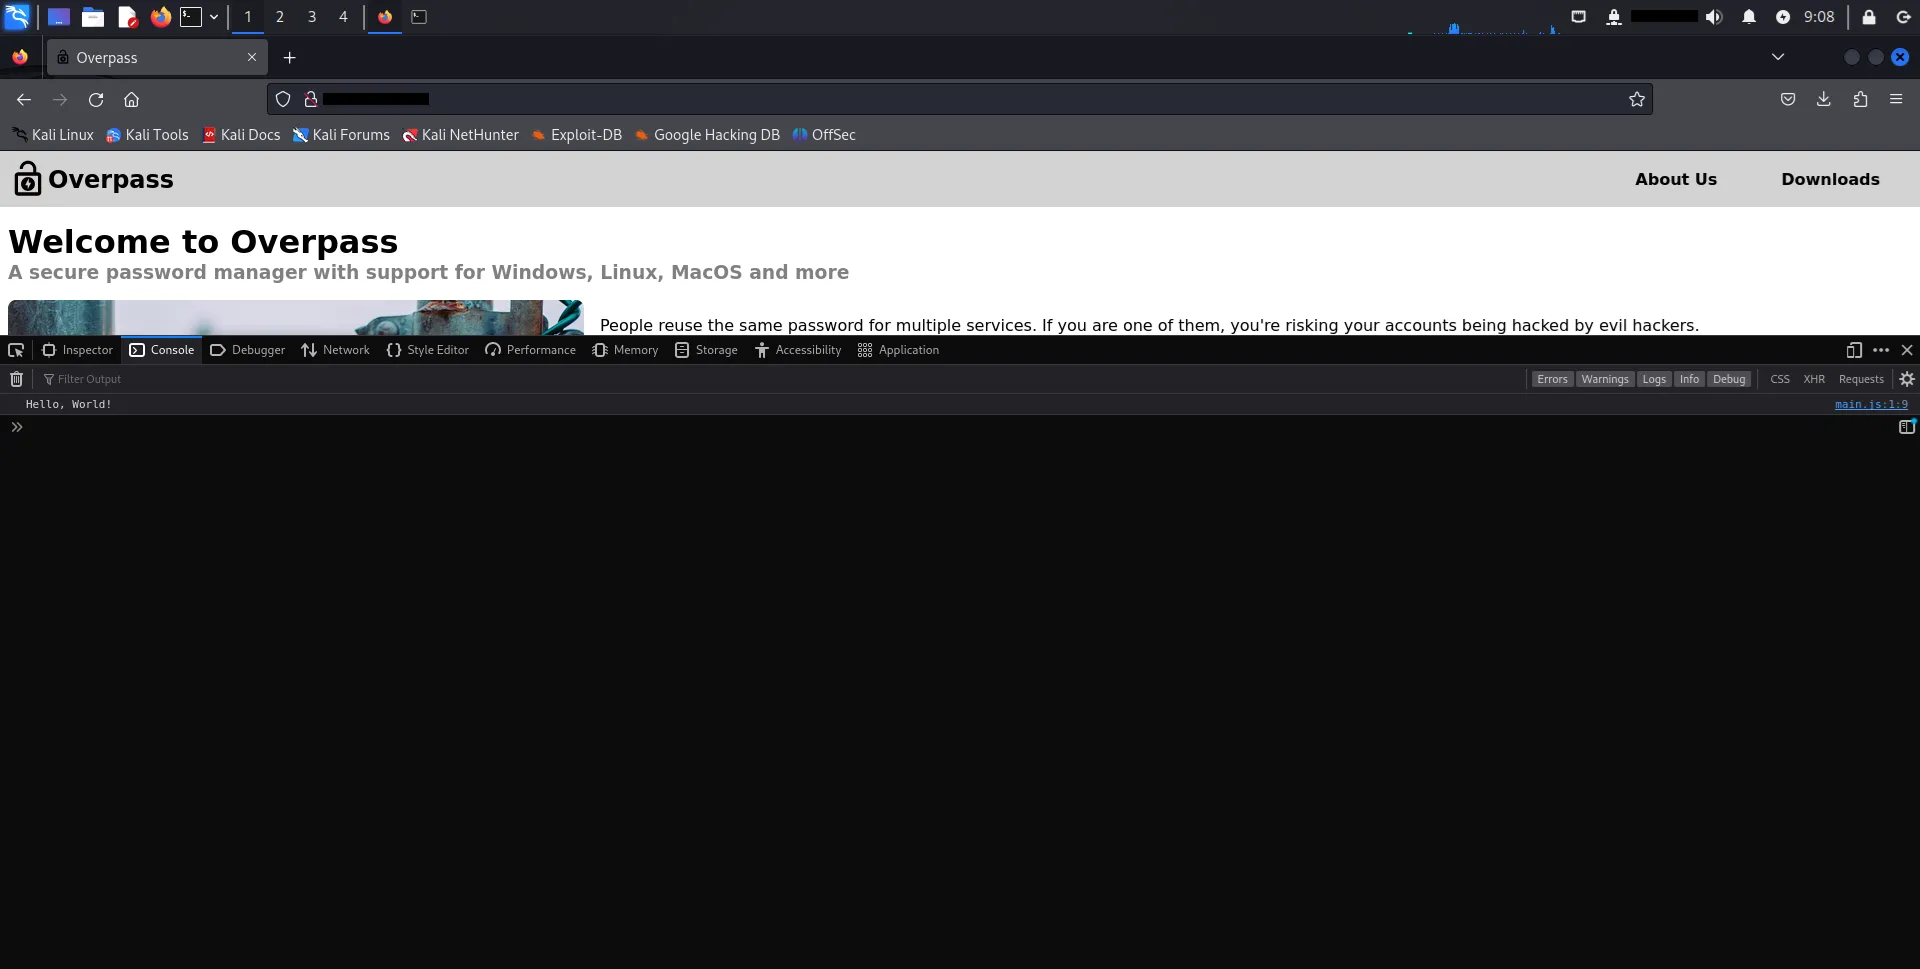 1 2 3 4 9:08
Overpass
Kali Linux Kali Tools Kali Docs Kali Forums Kali NetHunter Exploit-DB Google Hacking DB OffSec
Overpass About Us Downloads
Welcome to Overpass
A secure password manager with support for Windows, Linux, MacOS and more
People reuse the same password for multiple services. If you are one of them, you're risking your accounts being hacked by evil hackers.
Inspector Console Debugger Network Style Editor Performance Memory Storage Accessibility Application
Filter Output Errors Warnings Logs Info Debug CSS XHR Requests
Hello, World! main.js:1:9